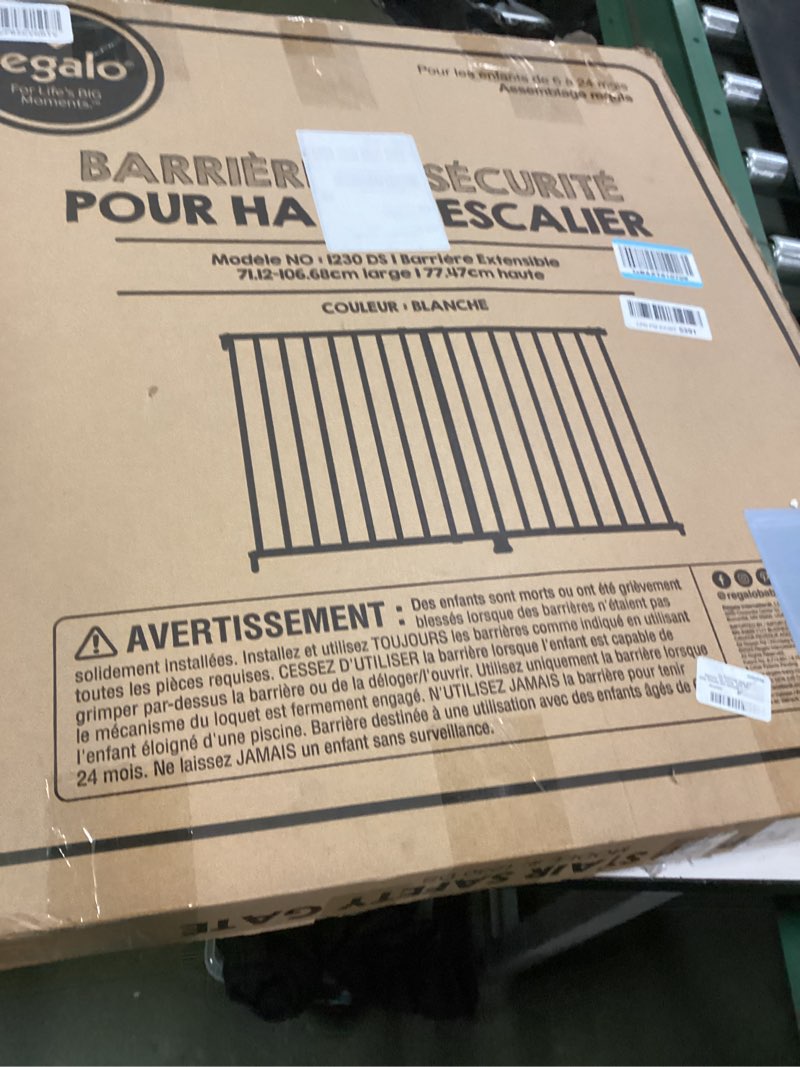 egalo
For Life's BIG
Moments.™
Pour les enfants de 6 à 24 mois
Assemblage requis
BARRIÈR SÉCURITÉ
POUR HA ESCALIER
Modèle NO : 1230 DS | Barrière Extensible
71.12-106.68cm large | 77.47cm haute
COULEUR : BLANCHE
AVERTISSEMENT : Des enfants sont morts ou ont été grièvement
blessés lorsque des barrières n'étaient pas
solidement installées. Installez et utilisez TOUJOURS les barrières comme indiqué en utilisant
toutes les pièces requises. CESSEZ D'UTILISER la barrière lorsque l'enfant est capable de
grimper par-dessus la barrière ou de la déloger/l'ouvrir. Utilisez uniquement la barrière lorsque
le mécanisme du loquet est fermement engagé. N'UTILISEZ JAMAIS la barrière pour tenir
l'enfant éloigné d'une piscine. Barrière destinée à une utilisation avec des enfants âgés de
24 mois. Ne laissez JAMAIS un enfant sans surveillance.
@regalobab
STAIR SAFETY GATE